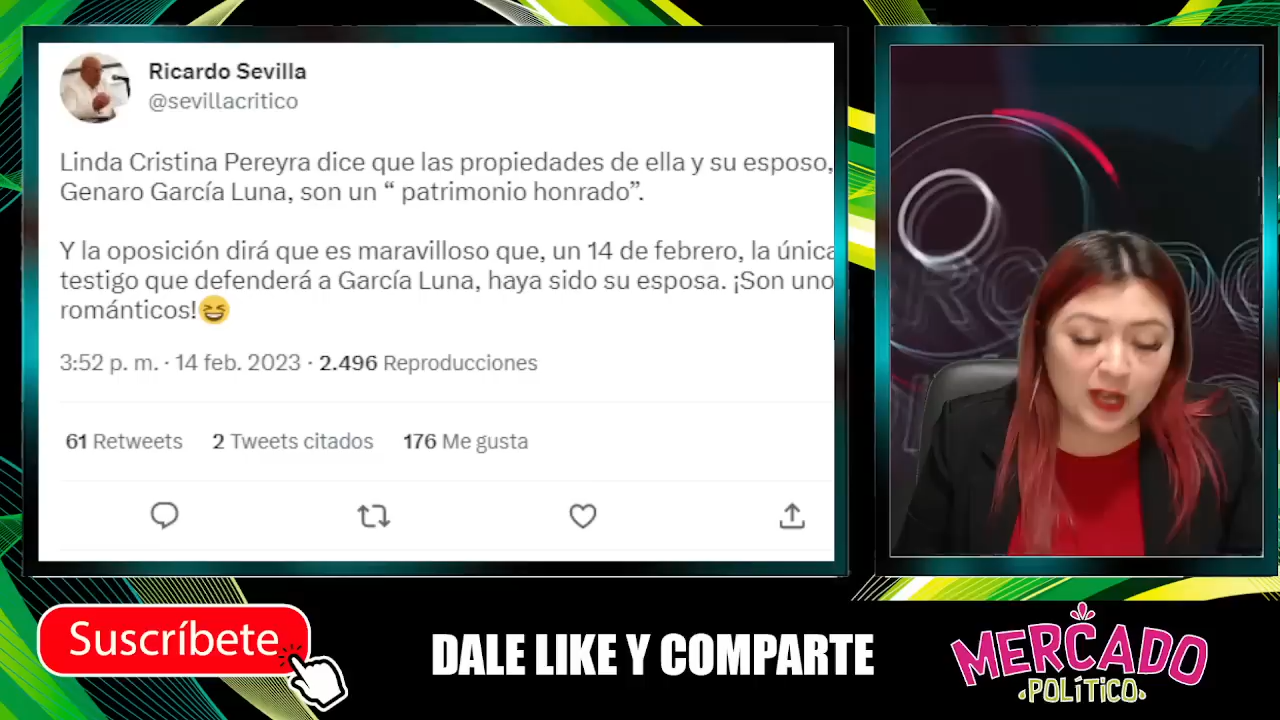 Ricardo Sevilla
@sevillacritico
Linda Cristina Pereyra dice que las propiedades de ella y su esposo,
Genaro García Luna, son un “ patrimonio honrado”.
Y la oposición dirá que es maravilloso que, un 14 de febrero, la única
testigo que defenderá a García Luna, haya sido su esposa. ¡Son uno
románticos!😆
3:52 p. m. · 14 feb. 2023 · 2.496 Reproducciones
61 Retweets 2 Tweets citados 176 Me gusta
Suscríbete
DALE LIKE Y COMPARTE
MERCADO
POLÍTICO